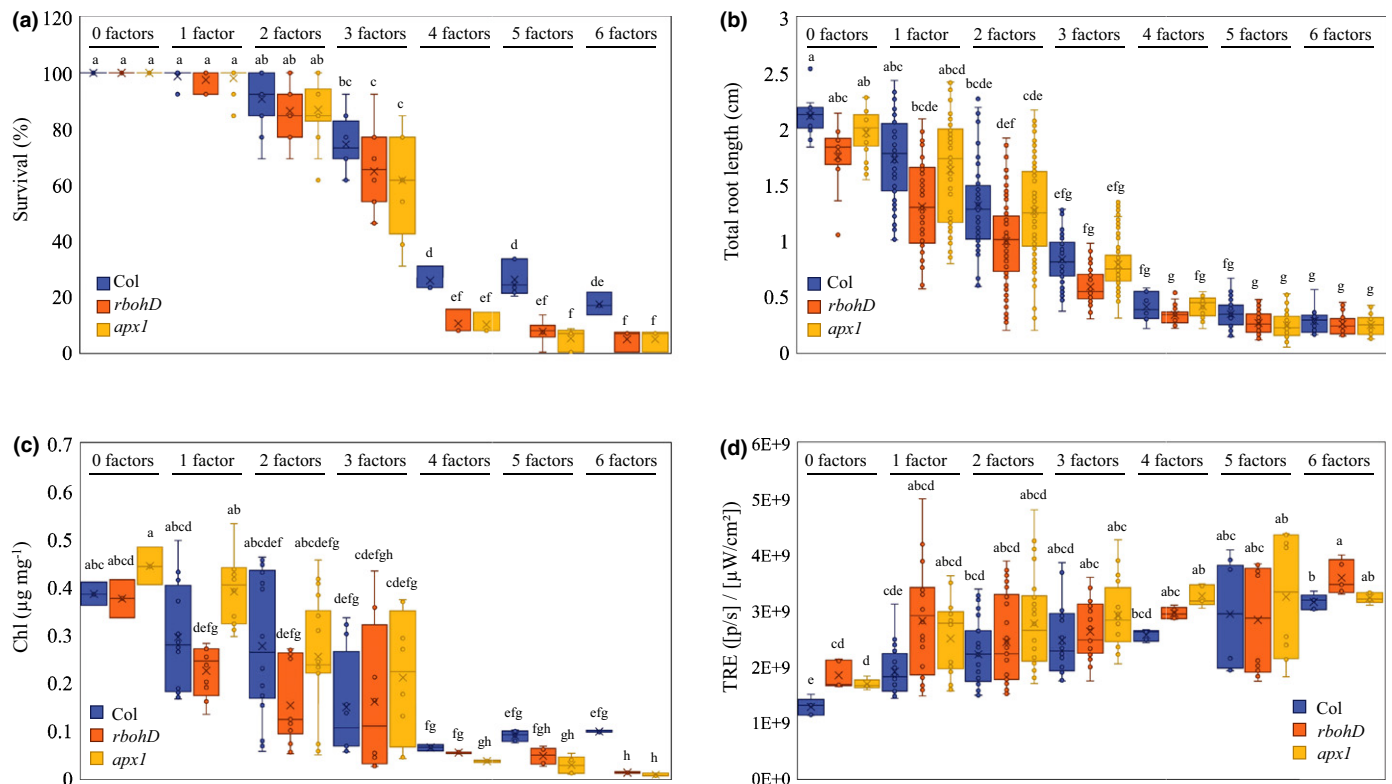 (a)
120
100
80
60
40
20
0
Survival (%)
0 factors 1 factor 2 factors 3 factors 4 factors 5 factors 6 factors
a a a a a a ab ab ab bc c c d ef ef d ef f de f f
Col
rbohD
apx1
(b)
3
2.5
2
1.5
1
0.5
0
Total root length (cm)
0 factors 1 factor 2 factors 3 factors 4 factors 5 factors 6 factors
a abc ab abc bcde abcd bcde def cde efg fg efg fg g fg fg g g g g g
Col
rbohD
apx1
(c)
0.7
0.6
0.5
0.4
0.3
0.2
0.1
0
Chl (µg mg-1)
0 factors 1 factor 2 factors 3 factors 4 factors 5 factors 6 factors
abc abcd a abcd defg ab abcdef defg abcdefg defg cdefgh cdefg fg fg gh efg fgh gh efg h h
Col
rbohD
apx1
(d)
6E+9
5E+9
4E+9
3E+9
2E+9
1E+9
0E+0
TRE ([p/s] / [µW/cm²])
0 factors 1 factor 2 factors 3 factors 4 factors 5 factors 6 factors
e cd d cde abcd abcd bcd abcd abcd abcd abc abc bcd abc ab abc abc ab b a ab
Col
rbohD
apx1